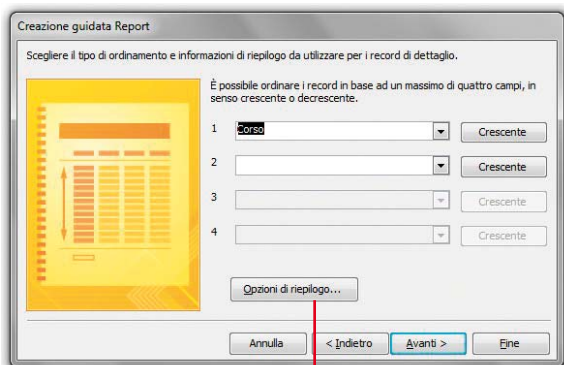 Creazione guidata Report
Scegliere il tipo di ordinamento e informazioni di riepilogo da utilizzare per i record di dettaglio.
È possibile ordinare i record in base ad un massimo di quattro campi, in
senso crescente o decrescente.
1 Corso Crescente
2 Crescente
3 Crescente
4 Crescente
Opzioni di riepilogo...
Annulla < Indietro Avanti > Fine